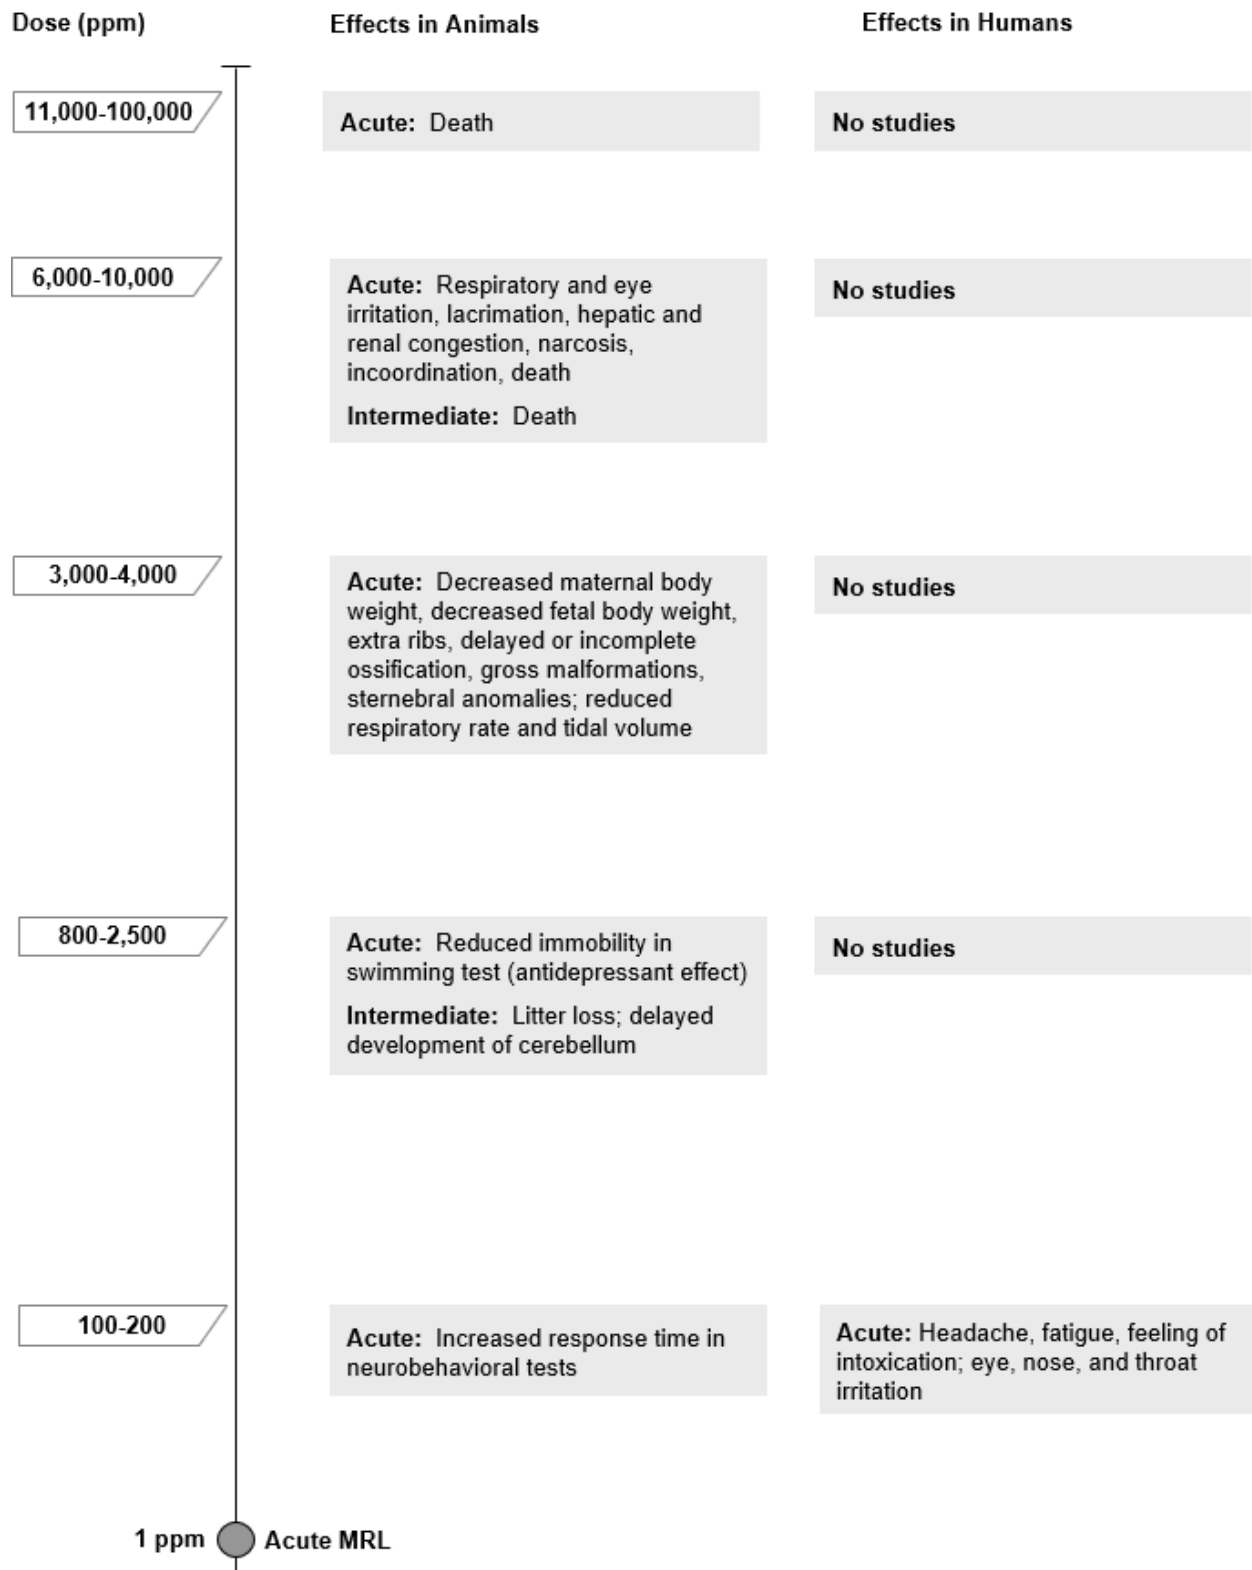 Dose (ppm)
Effects in Animals
Effects in Humans
11,000-100,000
Acute: Death
No studies
6,000-10,000
Acute: Respiratory and eye
irritation, lacrimation, hepatic and
renal congestion, narcosis,
incoordination, death
Intermediate: Death
No studies
3,000-4,000
Acute: Decreased maternal body
weight, decreased fetal body weight,
extra ribs, delayed or incomplete
ossification, gross malformations,
sternebral anomalies; reduced
respiratory rate and tidal volume
No studies
800-2,500
Acute: Reduced immobility in
swimming test (antidepressant effect)
Intermediate: Litter loss; delayed
development of cerebellum
No studies
100-200
Acute: Increased response time in
neurobehavioral tests
Acute: Headache, fatigue, feeling of
intoxication; eye, nose, and throat
irritation
1 ppm
Acute MRL